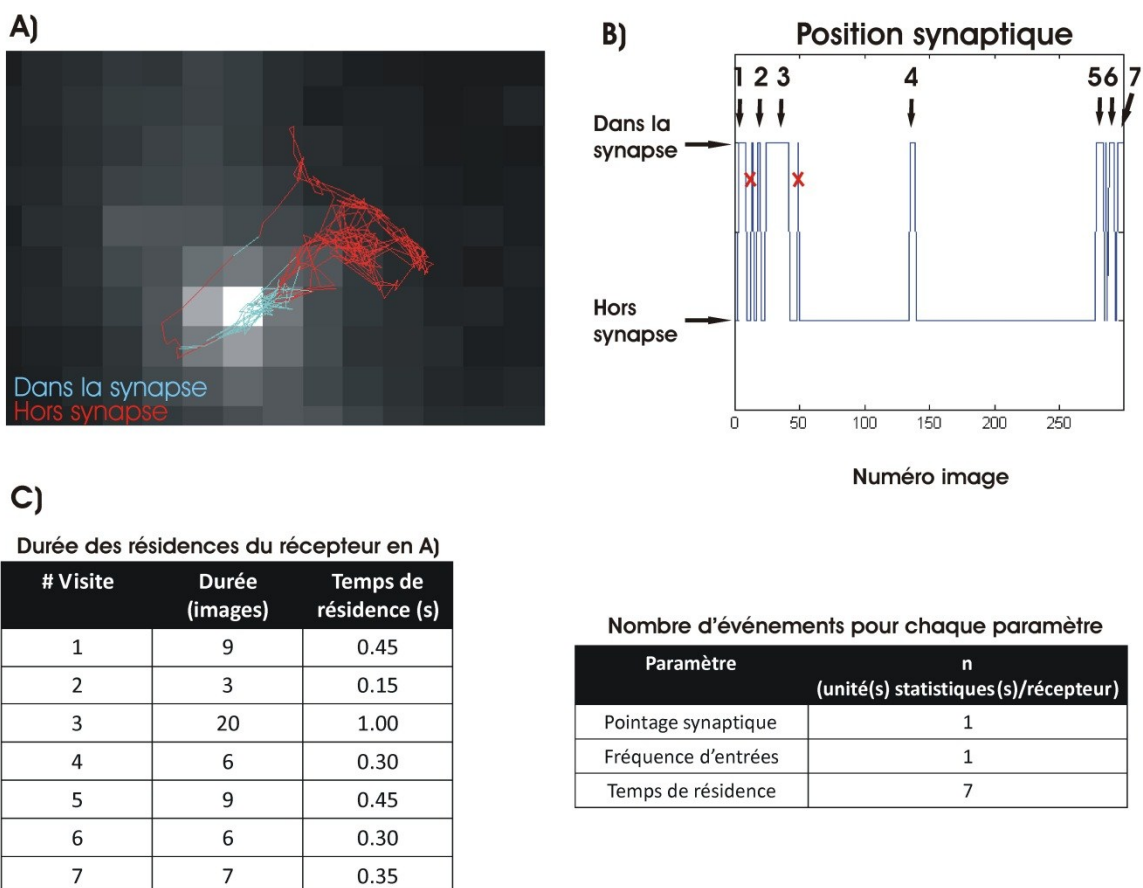 A)
Dans la synapse
Hors synapse
B)
Position synaptique
1 2 3 4 5 6 7
Dans la
synapse
X X
Hors
synapse
0 50 100 150 200 250
Numéro image
C)
Durée des résidences du récepteur en A)
# Visite Durée (images) Temps de résidence (s)
1 9 0.45
2 3 0.15
3 20 1.00
4 6 0.30
5 9 0.45
6 6 0.30
7 7 0.35
Nombre d'événements pour chaque paramètre
Paramètre n
(unité(s) statistiques(s)/récepteur)
Pointage synaptique 1
Fréquence d'entrées 1
Temps de résidence 7